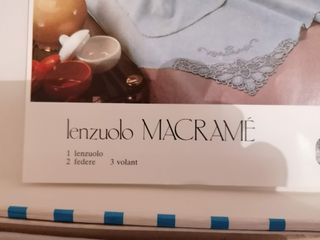 lenzuolo MACRAMÉ
1 lenzuolo
2 federe 3 volant